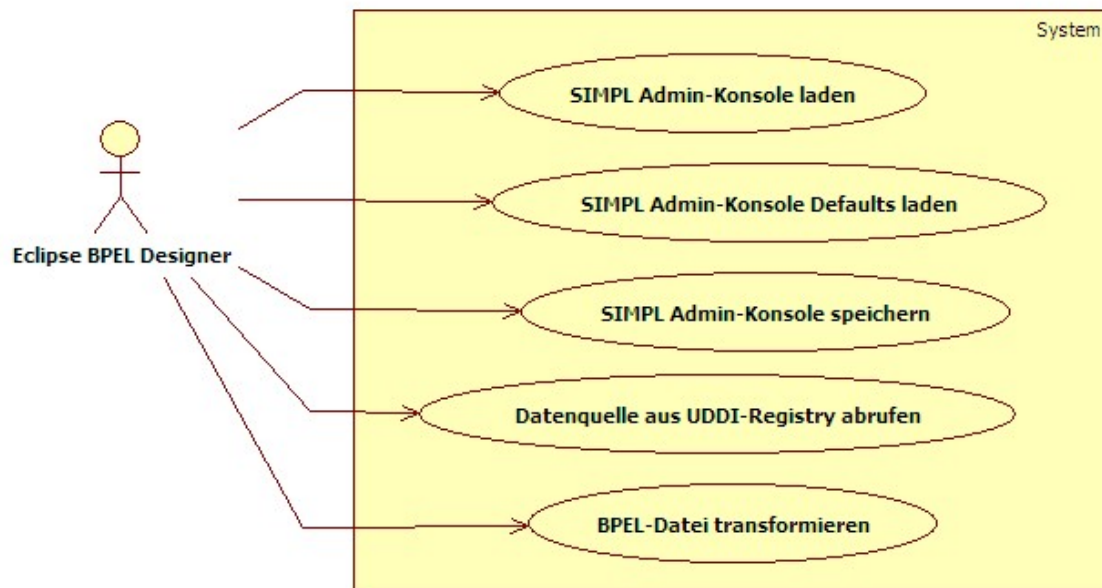 System
SIMPL Admin-Konsole laden
SIMPL Admin-Konsole Defaults laden
Eclipse BPEL Designer
SIMPL Admin-Konsole speichern
Datenquelle aus UDDI-Registry abrufen
BPEL-Datei transformieren